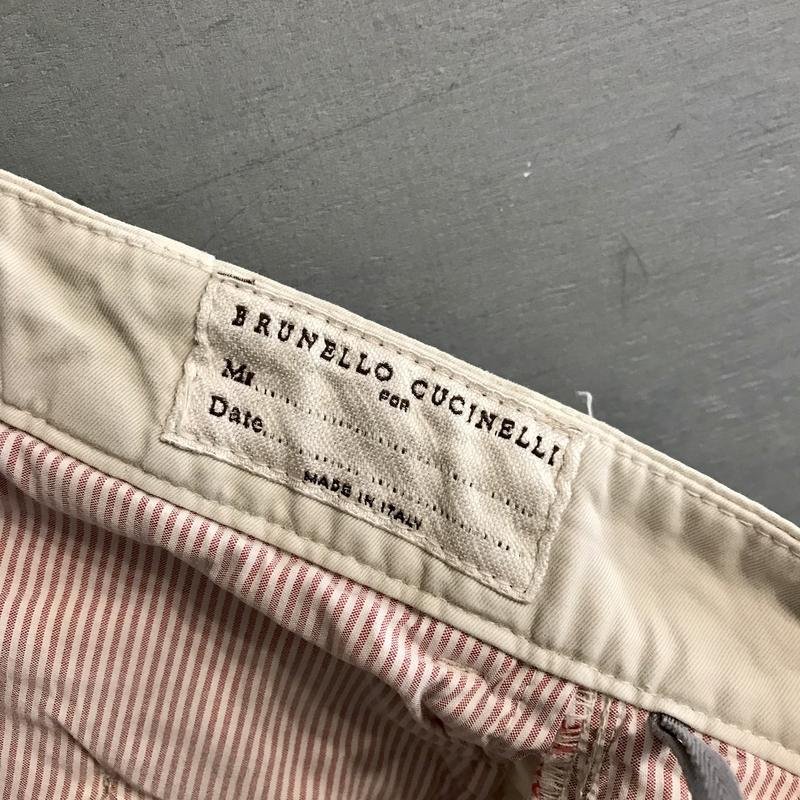 BRUNELLO CUCINELLI
FOR
Mr.
Date
MADE IN ITALY